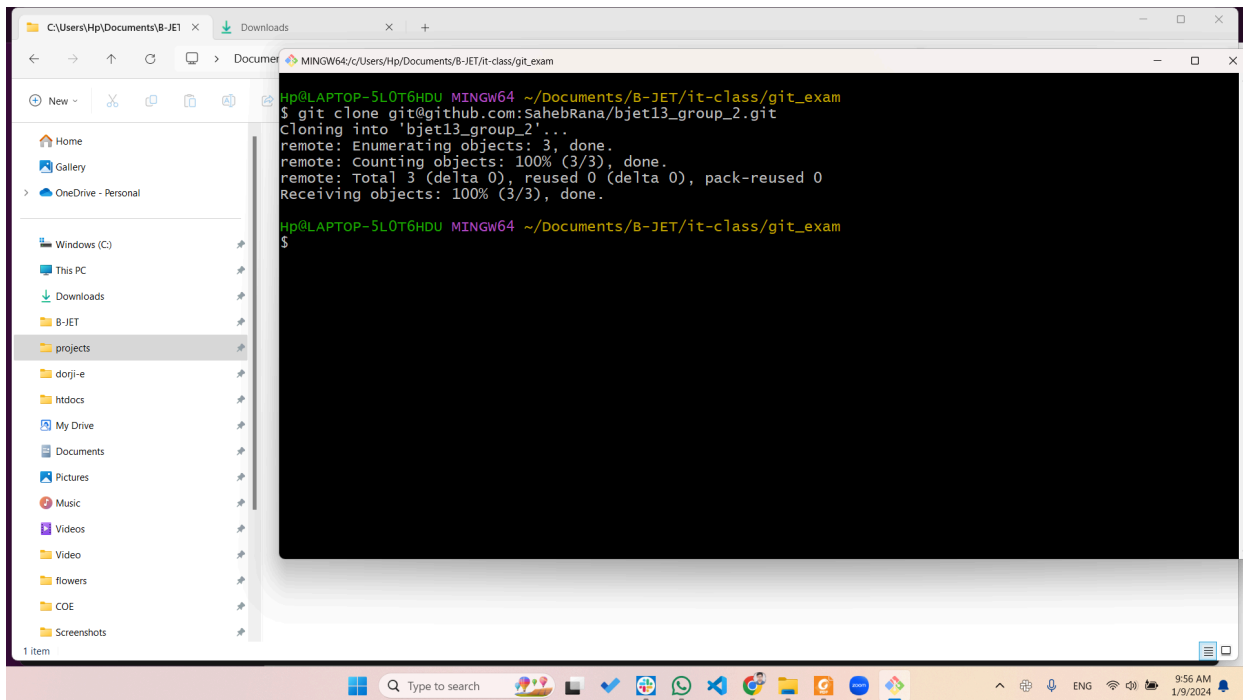 C:\Users\Hp\Documents\B-JET
Downloads
Documen
MINGW64:/c/Users/Hp/Documents/B-JET/it-class/git_exam
New
Home
Gallery
OneDrive - Personal
Windows (C:)
This PC
Downloads
B-JET
projects
dorji-e
htdocs
My Drive
Documents
Pictures
Music
Videos
Video
flowers
COE
Screenshots
1 item
Hp@LAPTOP-5L0T6HDU MINGW64 ~/Documents/B-JET/it-class/git_exam
$ git clone git@github.com:SahebRana/bjet13_group_2.git
Cloning into 'bjet13_group_2'...
remote: Enumerating objects: 3, done.
remote: Counting objects: 100% (3/3), done.
remote: Total 3 (delta 0), reused 0 (delta 0), pack-reused 0
Receiving objects: 100% (3/3), done.
Hp@LAPTOP-5L0T6HDU MINGW64 ~/Documents/B-JET/it-class/git_exam
$
Type to search
zoom
ENG
9:56 AM
1/9/2024